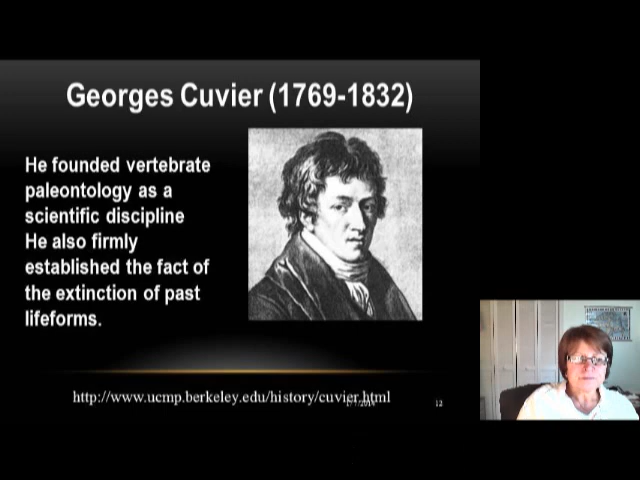 Georges Cuvier (1769-1832)
He founded vertebrate
paleontology as a
scientific discipline
He also firmly
established the fact of
the extinction of past
lifeforms.
http://www.ucmp.berkeley.edu/history/cuvier.html
12